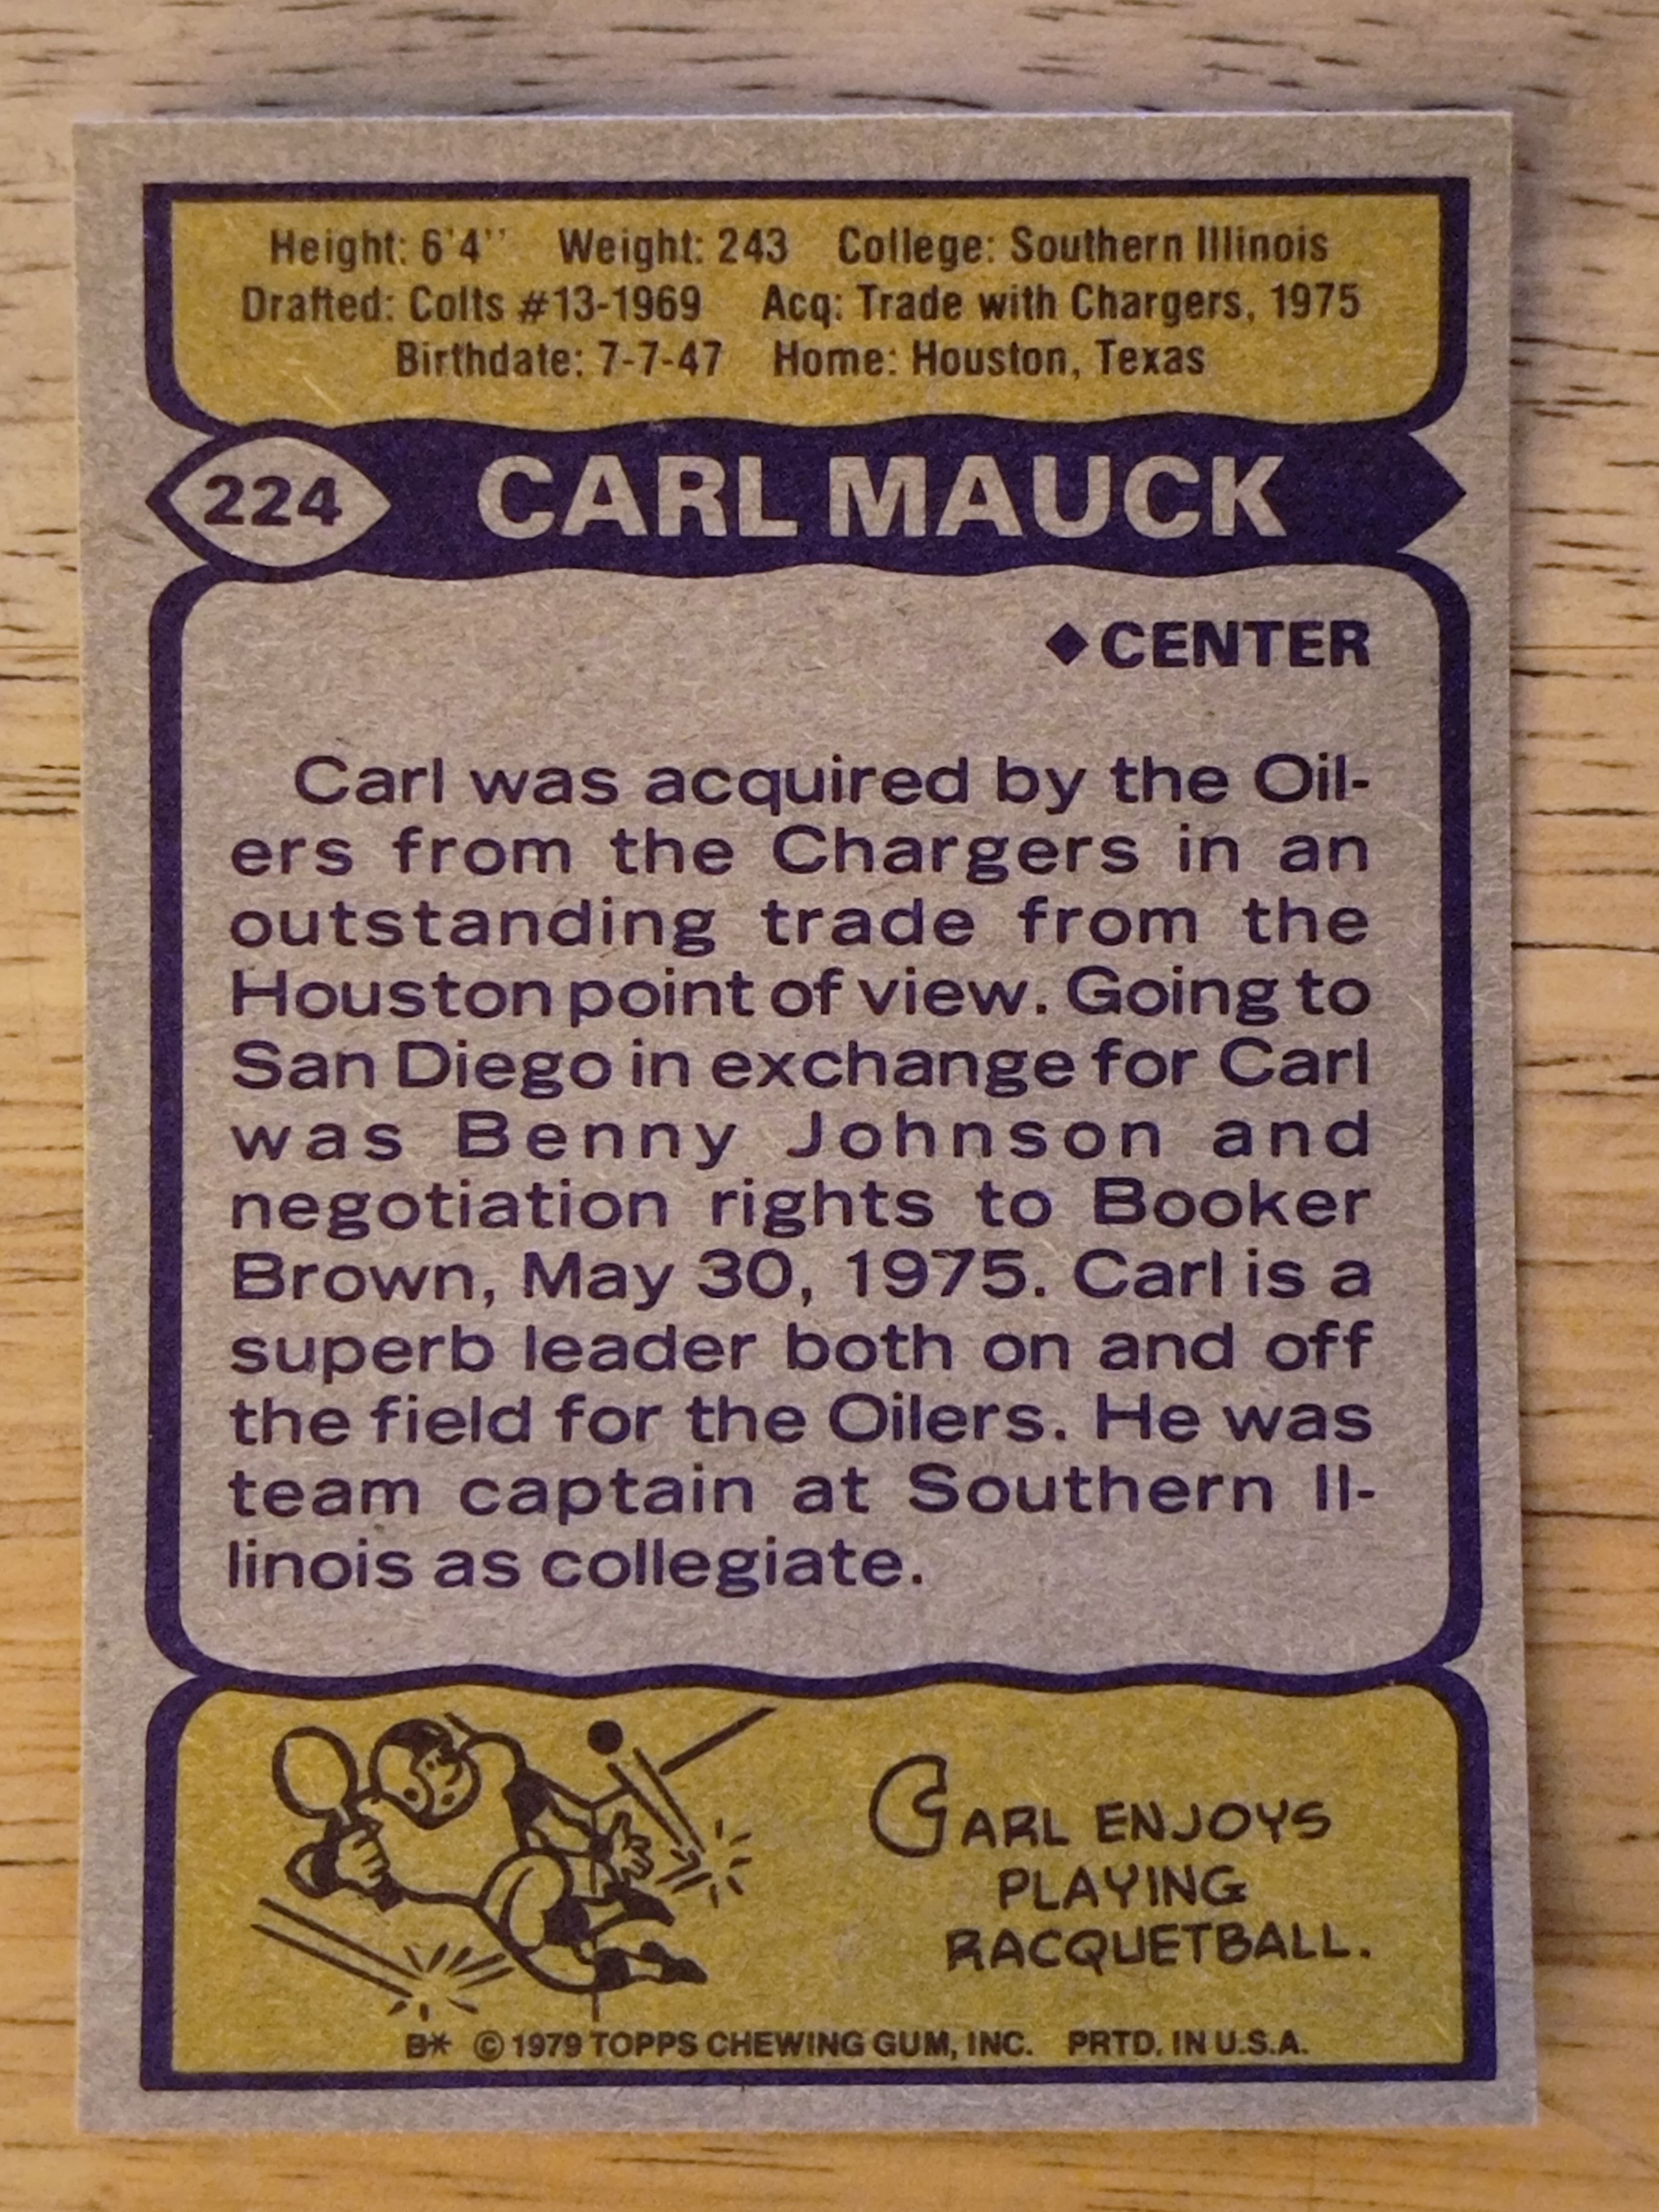 Height: 6'4'' Weight: 243 College: Southern Illinois
Drafted: Colts #13-1969 Acq: Trade with Chargers, 1975
Birthdate: 7-7-47 Home: Houston, Texas
224 CARL MAUCK
◆CENTER
Carl was acquired by the Oil-
ers from the Chargers in an
outstanding trade from the
Houston point of view. Going to
San Diego in exchange for Carl
was Benny Johnson and
negotiation rights to Booker
Brown, May 30, 1975. Carl is a
superb leader both on and off
the field for the Oilers. He was
team captain at Southern Il-
linois as collegiate.
CARL ENJOYS
PLAYING
RACQUETBALL.
B* © 1979 TOPPS CHEWING GUM, INC. PRTD. IN U.S.A.